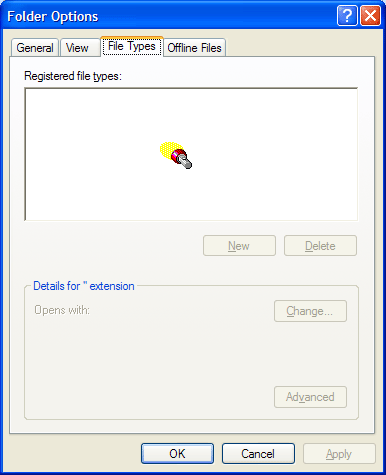 Folder Options
General View File Types Offline Files
Registered file types:
New Delete
Details for '' extension
Opens with: Change...
Advanced
OK Cancel Apply